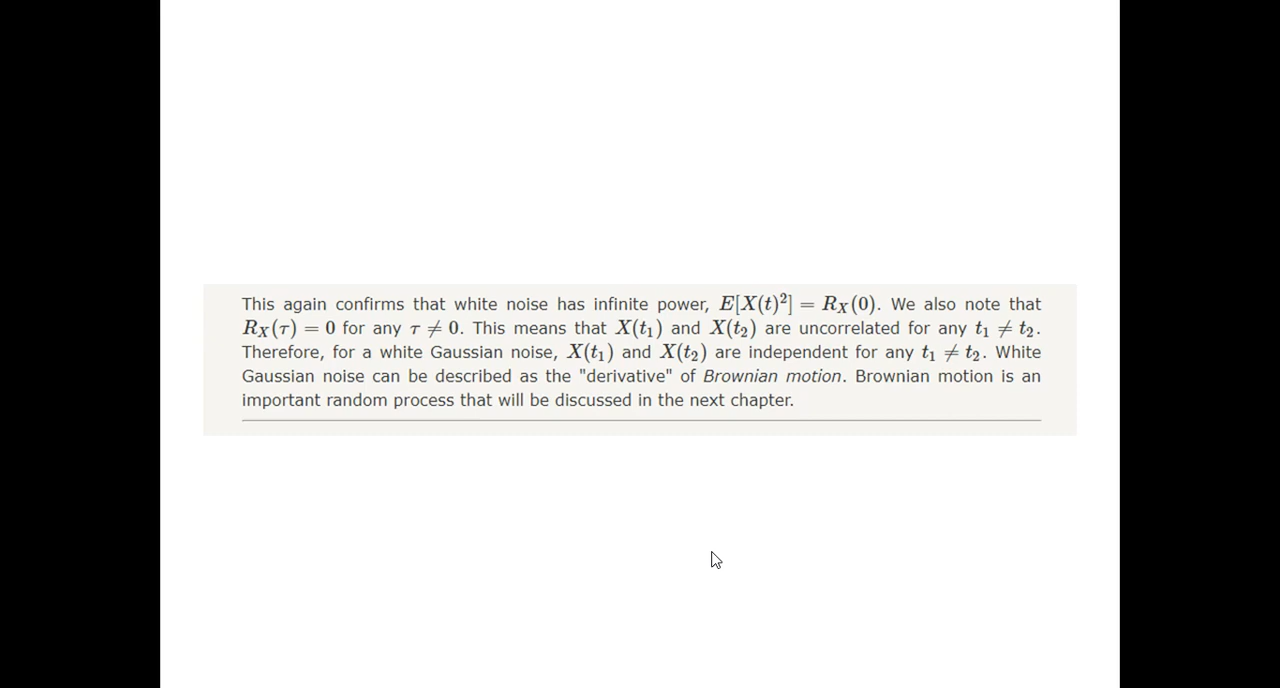 This again confirms that white noise has infinite power, E[X(t)²] = R_X(0). We also note that
R_X(τ) = 0 for any τ ≠ 0. This means that X(t₁) and X(t₂) are uncorrelated for any t₁ ≠ t₂.
Therefore, for a white Gaussian noise, X(t₁) and X(t₂) are independent for any t₁ ≠ t₂. White
Gaussian noise can be described as the "derivative" of Brownian motion. Brownian motion is an
important random process that will be discussed in the next chapter.